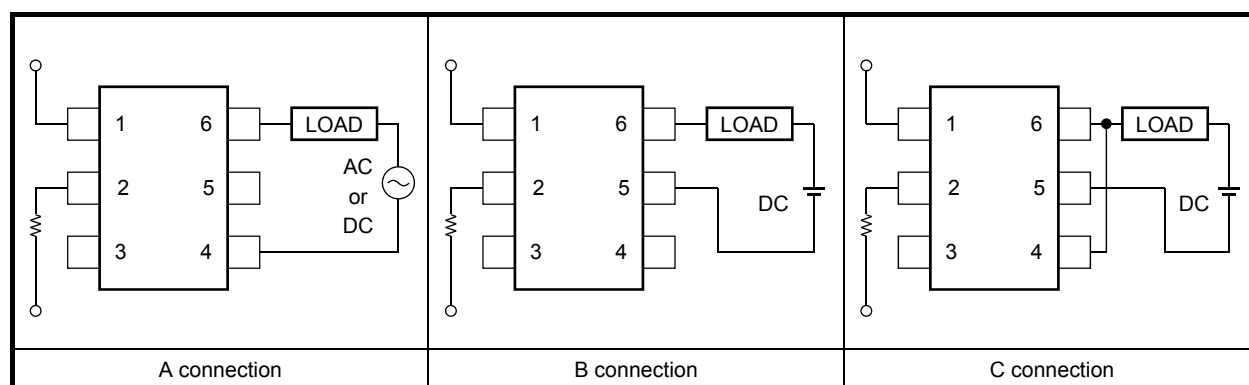 1 6 LOAD
2 5 AC
or
DC
3 4
A connection
1 6 LOAD
2 5 DC
3 4
B connection
1 6 LOAD
2 5 DC
3 4
C connection